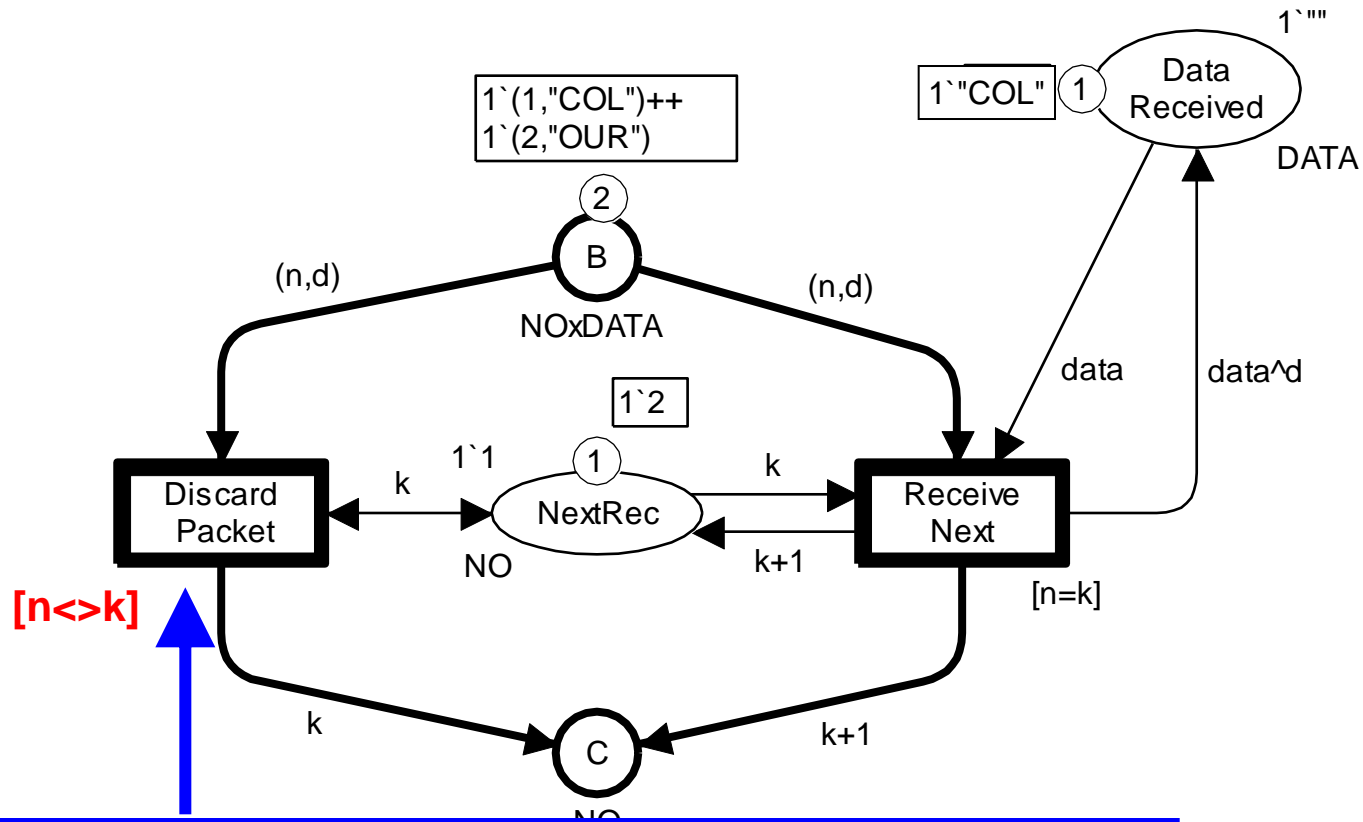 1`""
1`"COL"
1
Data
Received
DATA
1`(1,"COL")++
1`(2,"OUR")
2
B
NOxDATA
(n,d)
(n,d)
data
data^d
1`2
1`1
1
k
k
Discard
Packet
NextRec
Receive
Next
NO
k+1
[n<>k]
[n=k]
k
k+1
C
NO